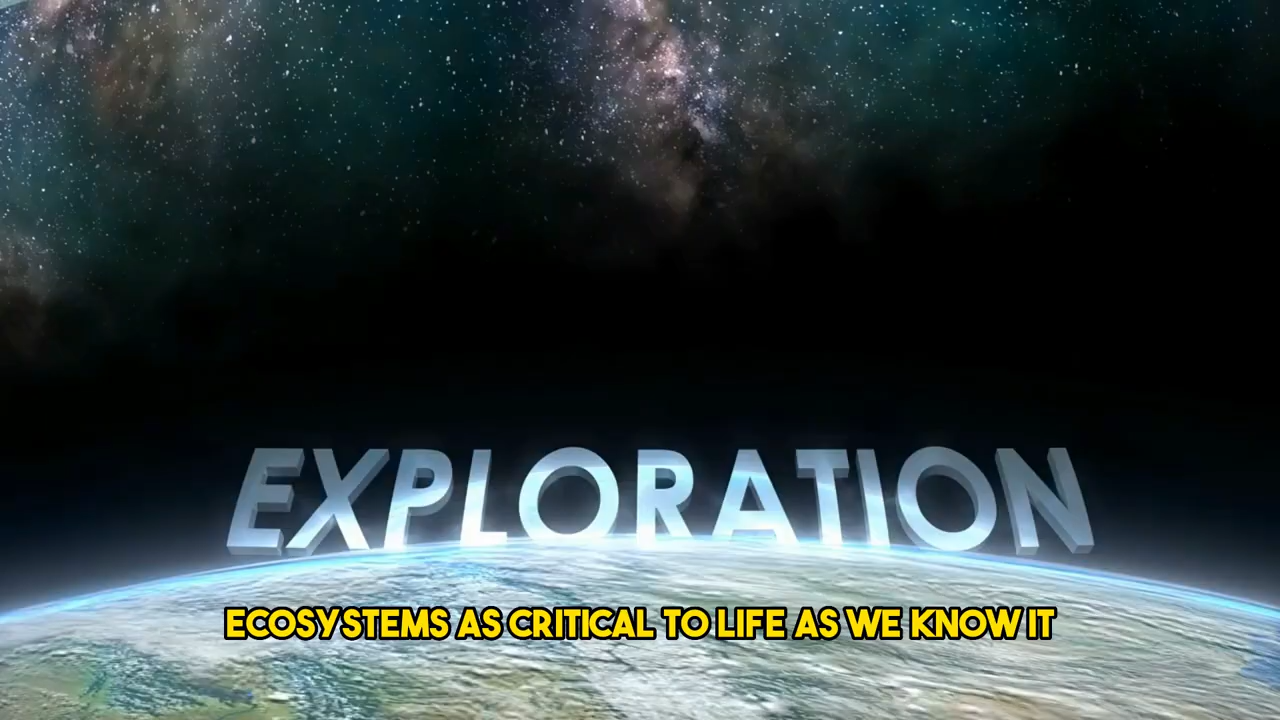 EXPLORATION
ECOSYSTEMS AS CRITICAL TO LIFE AS WE KNOW IT